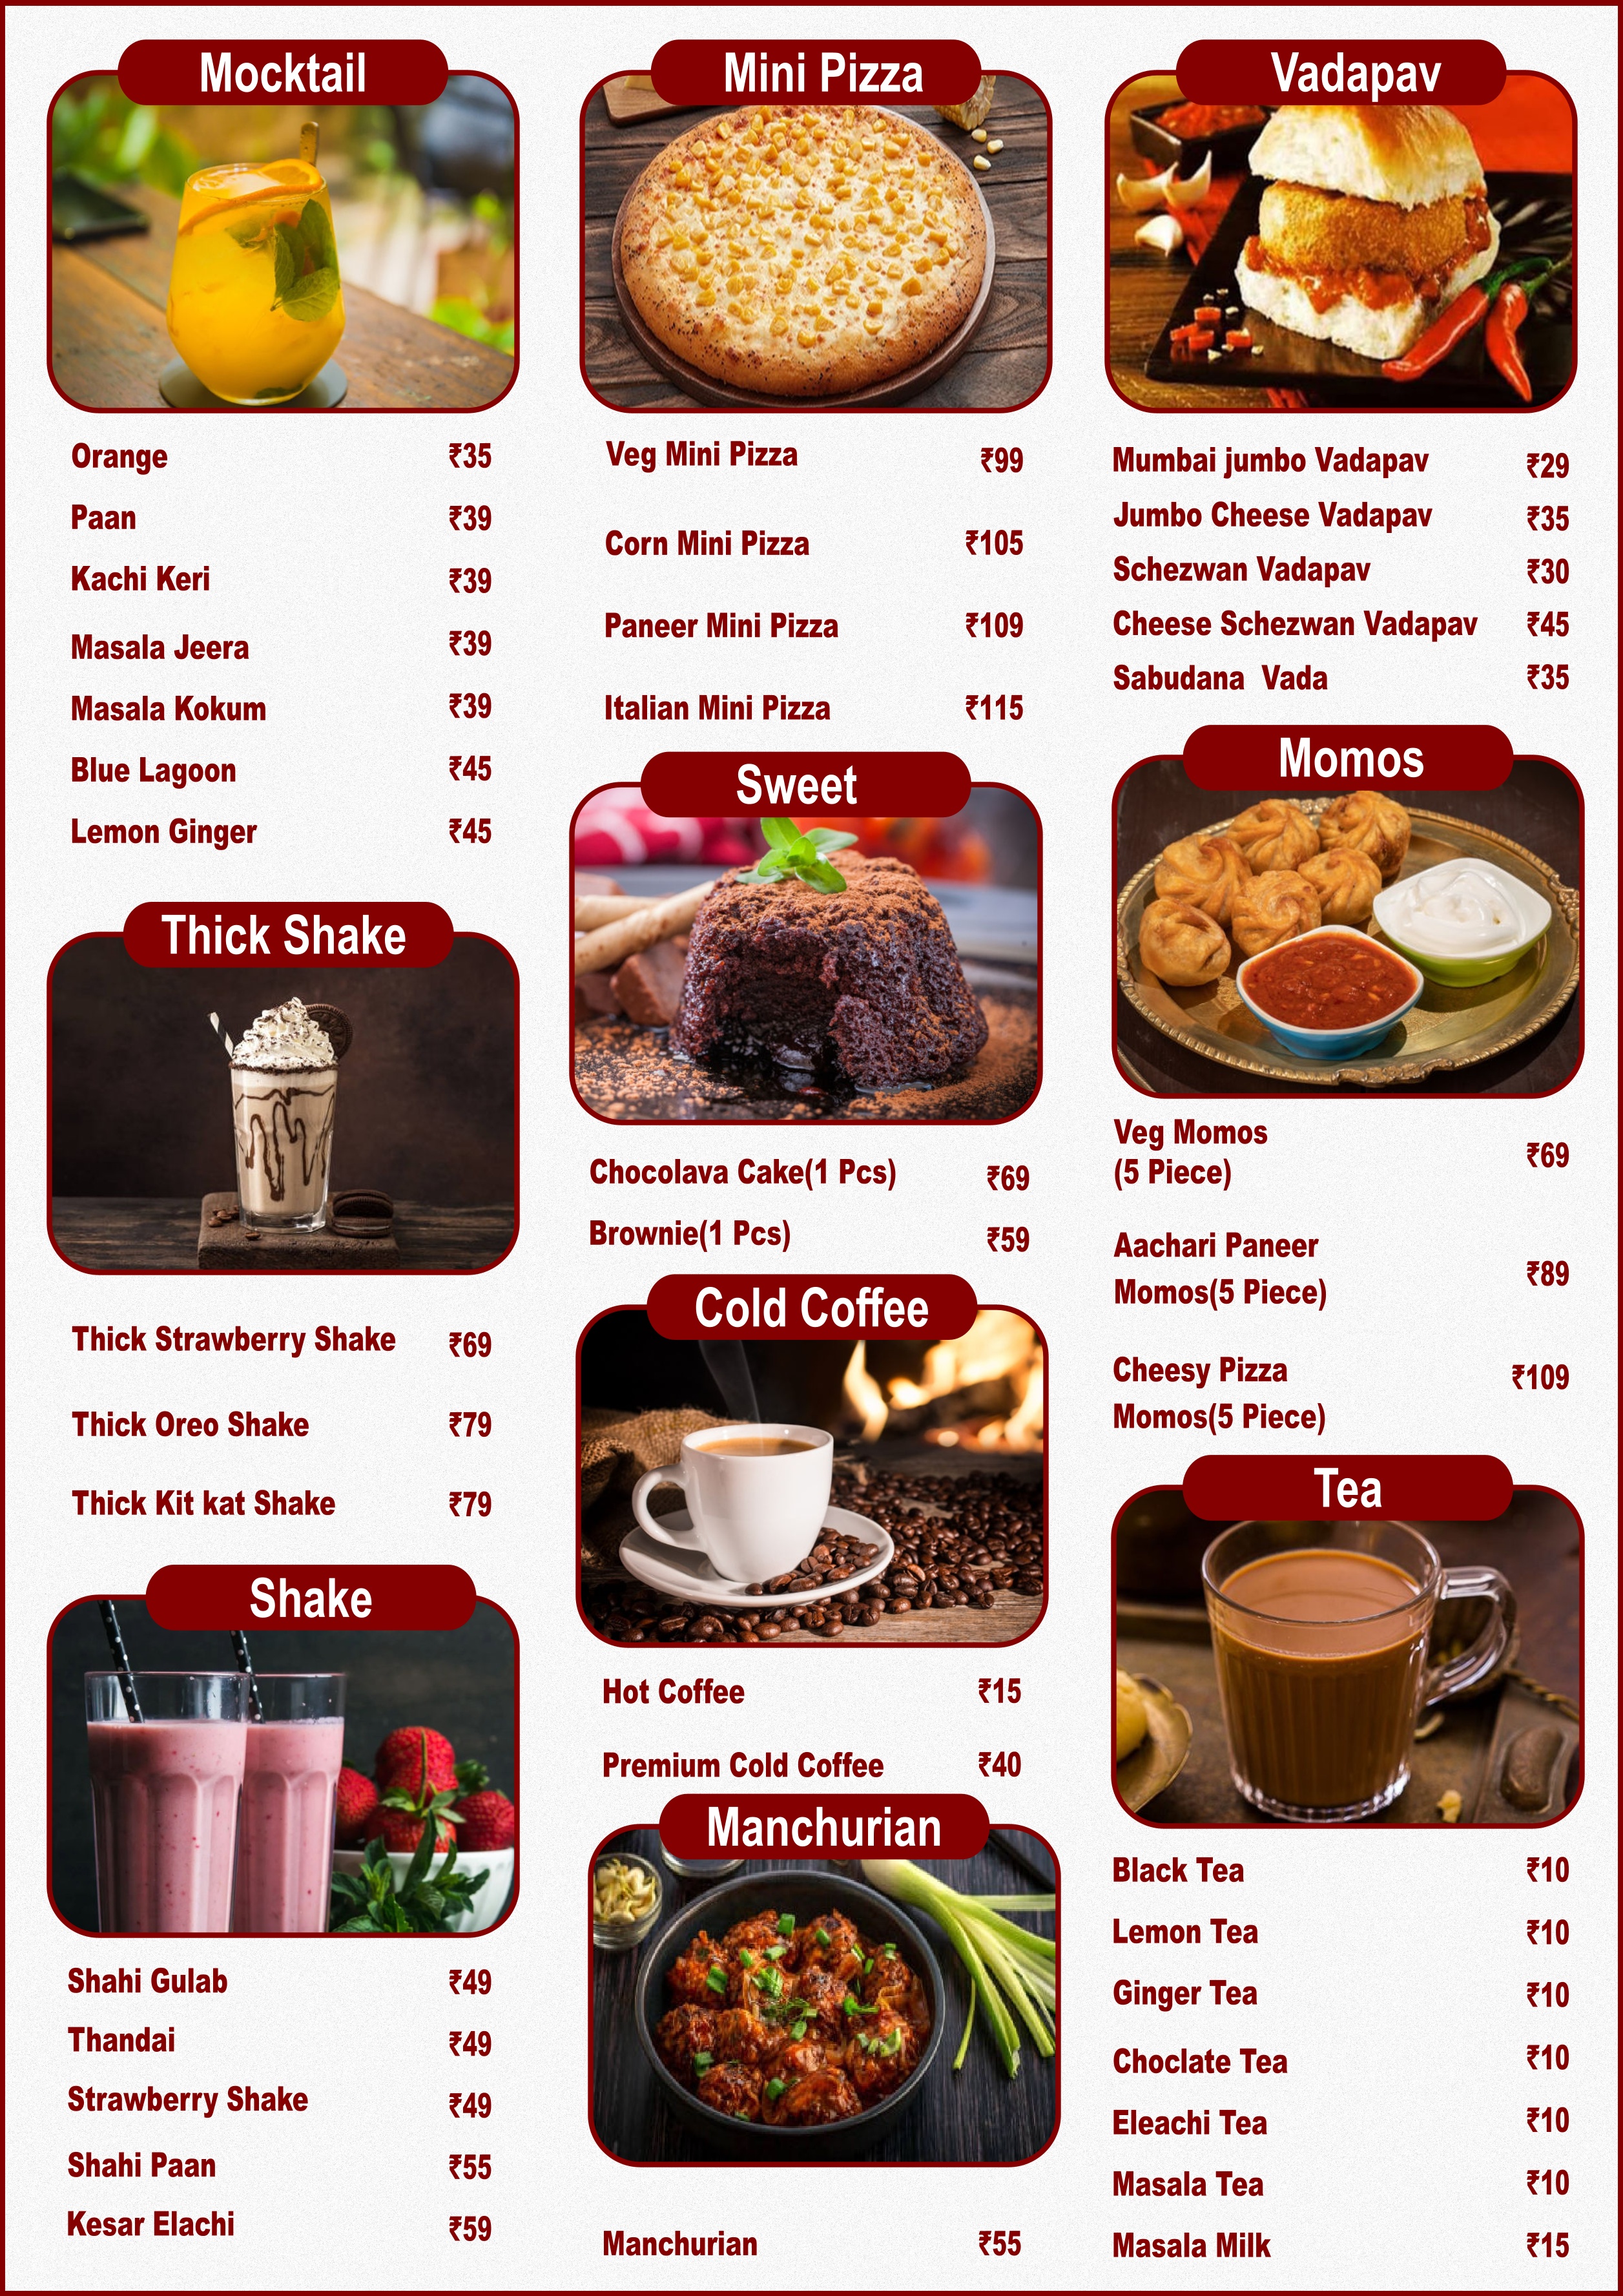 Mocktail
Orange ₹35
Paan ₹39
Kachi Keri ₹39
Masala Jeera ₹39
Masala Kokum ₹39
Blue Lagoon ₹45
Lemon Ginger ₹45
Thick Shake
Thick Strawberry Shake ₹69
Thick Oreo Shake ₹79
Thick Kit kat Shake ₹79
Shake
Shahi Gulab ₹49
Thandai ₹49
Strawberry Shake ₹49
Shahi Paan ₹55
Kesar Elachi ₹59
Mini Pizza
Veg Mini Pizza ₹99
Corn Mini Pizza ₹105
Paneer Mini Pizza ₹109
Italian Mini Pizza ₹115
Sweet
Chocolava Cake(1 Pcs) ₹69
Brownie(1 Pcs) ₹59
Cold Coffee
Hot Coffee ₹15
Premium Cold Coffee ₹40
Manchurian
Manchurian ₹55
Vadapav
Mumbai jumbo Vadapav ₹29
Jumbo Cheese Vadapav ₹35
Schezwan Vadapav ₹30
Cheese Schezwan Vadapav ₹45
Sabudana Vada ₹35
Momos
Veg Momos
(5 Piece) ₹69
Aachari Paneer
Momos(5 Piece) ₹89
Cheesy Pizza ₹109
Momos(5 Piece)
Tea
Black Tea ₹10
Lemon Tea ₹10
Ginger Tea ₹10
Choclate Tea ₹10
Eleachi Tea ₹10
Masala Tea ₹10
Masala Milk ₹15